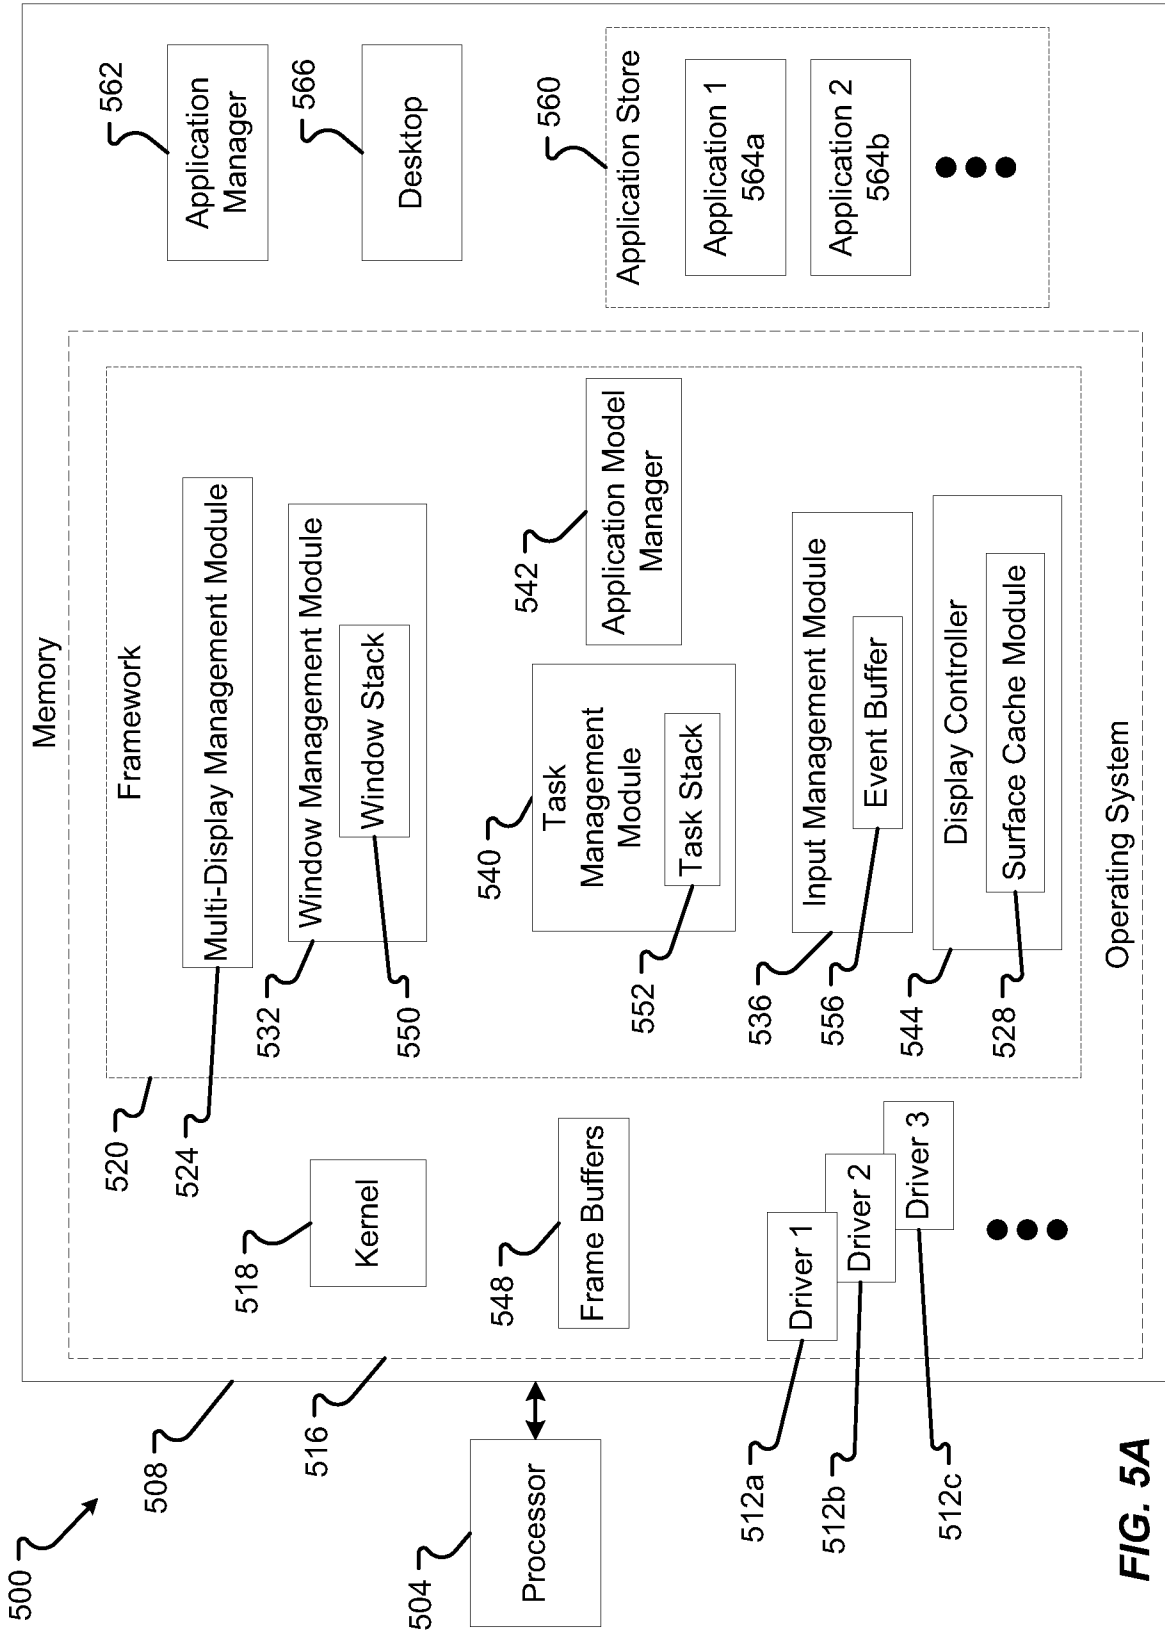 500
508
516
504
Processor
Memory
Operating System
518
Kernel
548
Frame Buffers
512a
Driver 1
512b
Driver 2
512c
Driver 3
520
Framework
524
Multi-Display Management Module
532
Window Management Module
550
Window Stack
540
Task
Management
Module
552
Task Stack
542
Application Model
Manager
536
Input Management Module
556
Event Buffer
544
Display Controller
528
Surface Cache Module
562
Application
Manager
566
Desktop
560
Application Store
Application 1
564a
Application 2
564b
FIG. 5A